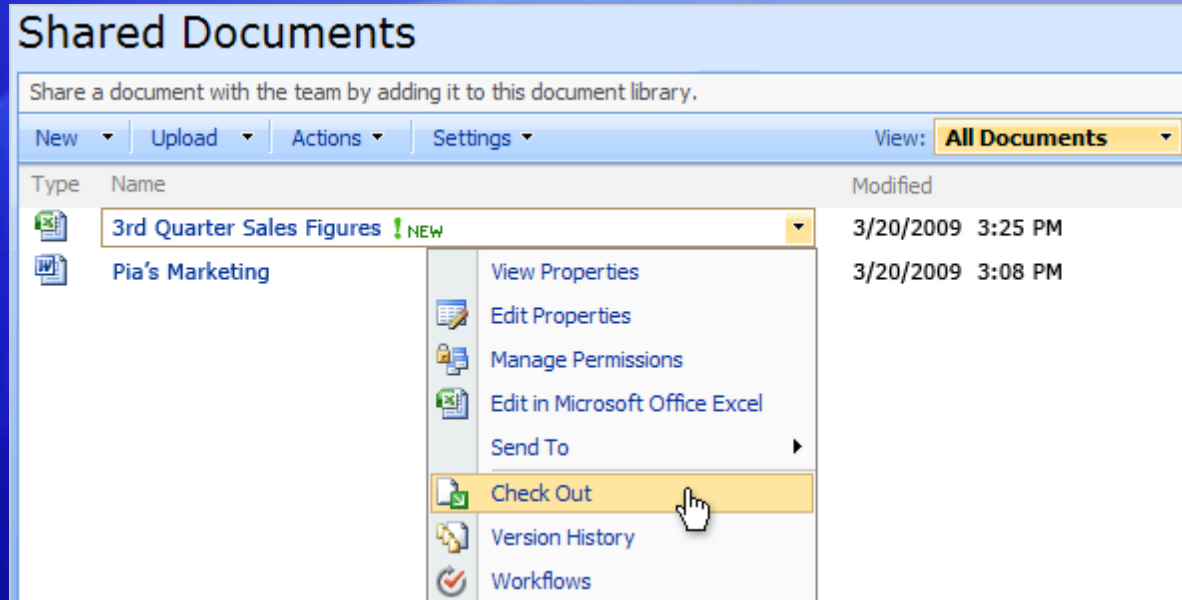 Shared Documents
Share a document with the team by adding it to this document library.
New Upload Actions Settings View: All Documents
Type Name Modified
3rd Quarter Sales Figures ! NEW 3/20/2009 3:25 PM
Pia's Marketing 3/20/2009 3:08 PM
View Properties
Edit Properties
Manage Permissions
Edit in Microsoft Office Excel
Send To
Check Out
Version History
Workflows